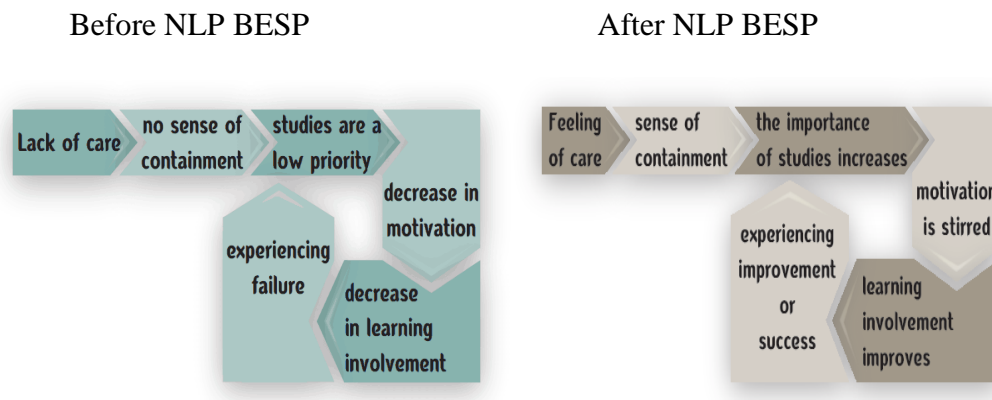 Before NLP BESP
After NLP BESP
Lack of care
no sense of
containment
studies are a
low priority
decrease in
motivation
decrease
in learning
involvement
experiencing
failure
Feeling
of care
sense of
containment
the importance
of studies increases
motivation
is stirred
learning
involvement
improves
experiencing
improvement
or
success